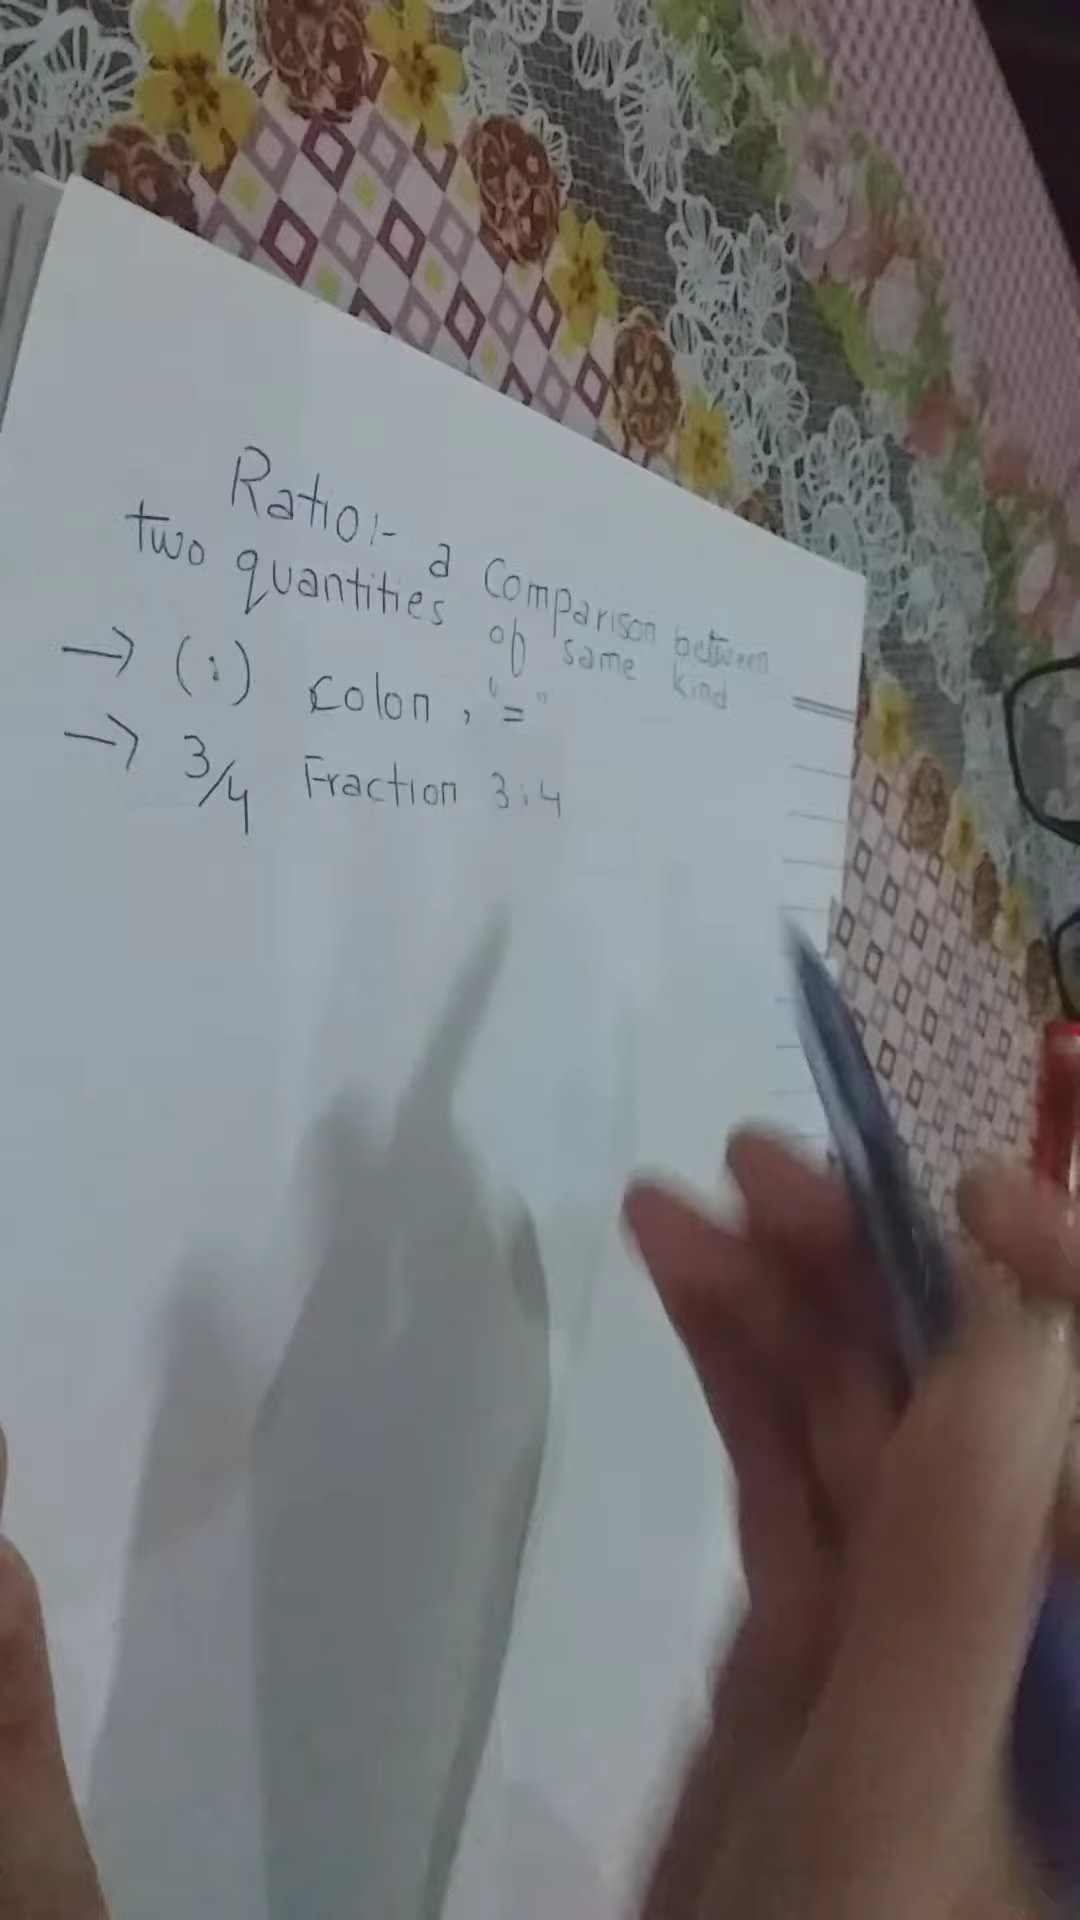 Ratio:- a Comparison between
two quantities of same kind
→ (:) colon, "="
→ 3/4 Fraction 3:4